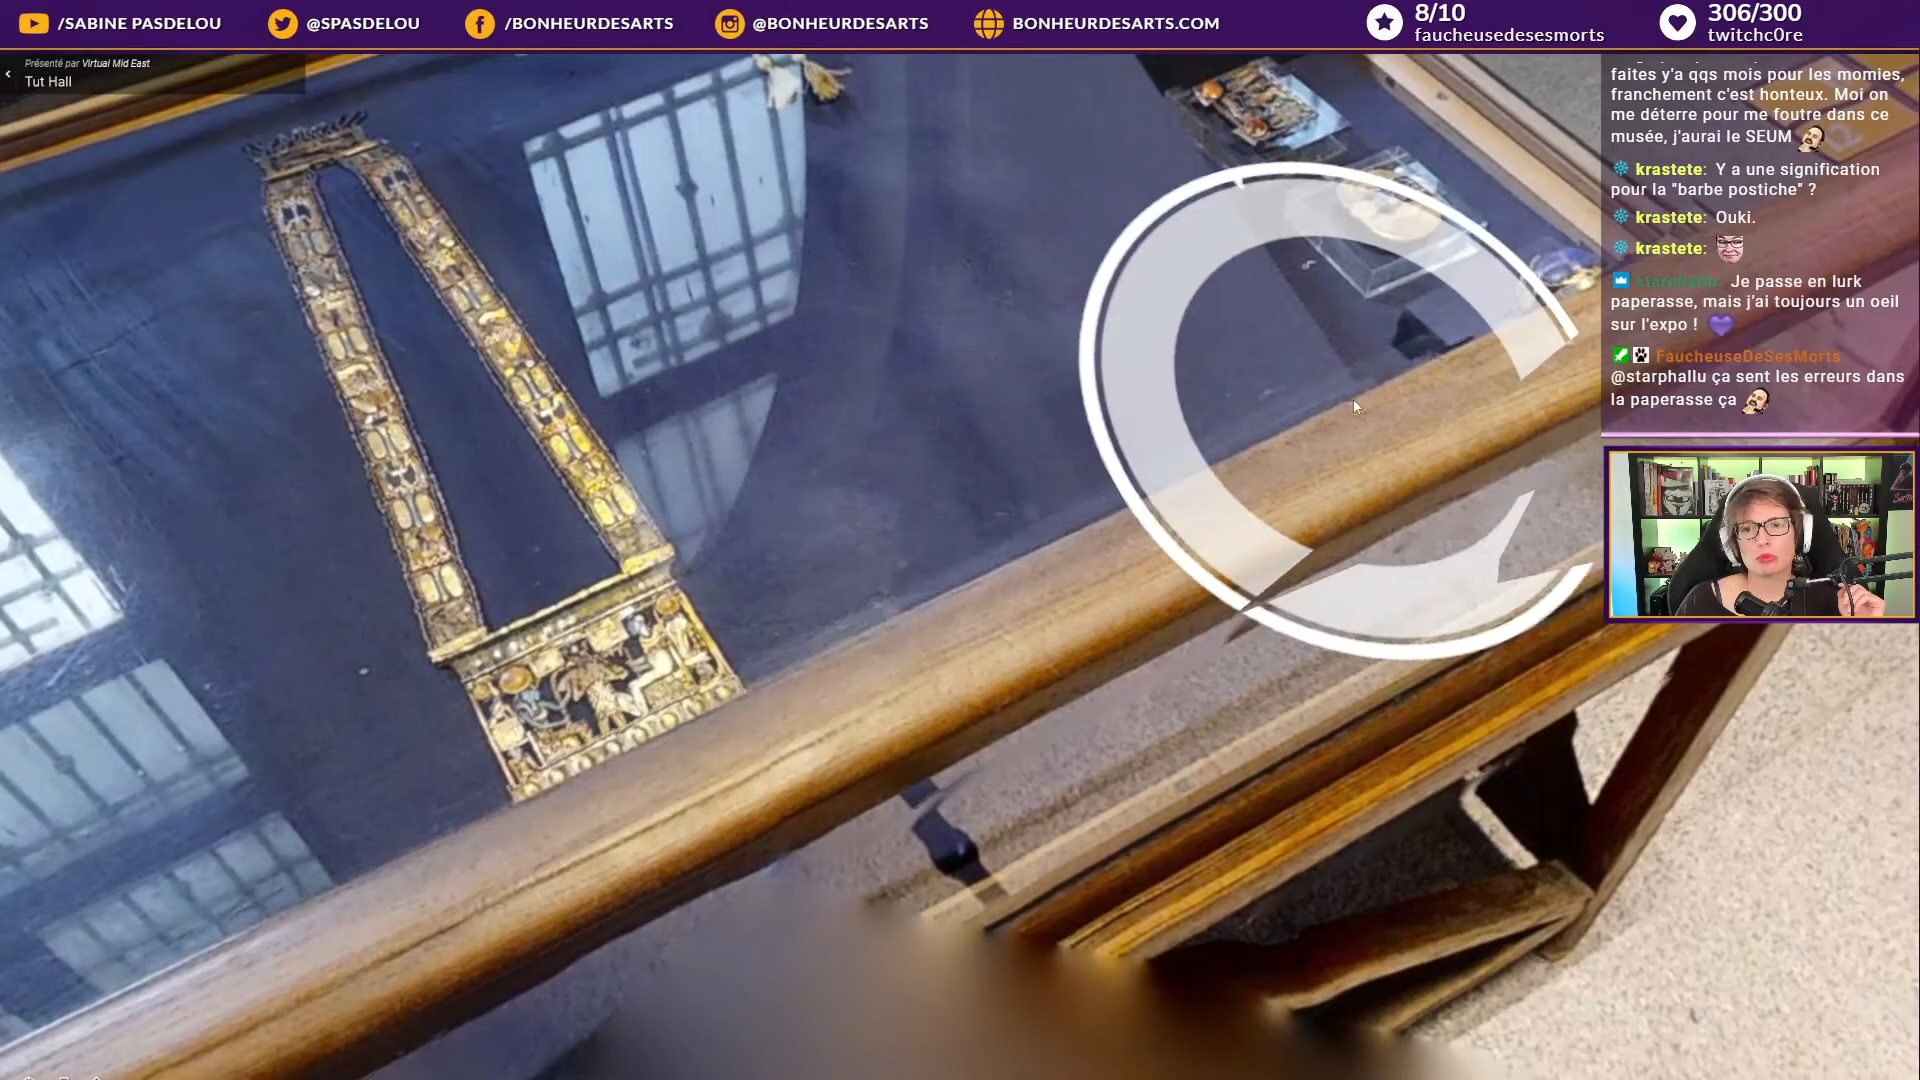 /SABINE PASDELOU @SPASDELOU /BONHEURDESARTS @BONHEURDESARTS BONHEURDESARTS.COM
8/10
faucheusedesesmorts
306/300
twitchc0re
Présenté par Virtual Mid East
Tut Hall
faites y'a qqs mois pour les momies,
franchement c'est honteux. Moi on
me déterre pour me foutre dans ce
musée, j'aurai le SEUM
krastete: Y a une signification
pour la "barbe postiche" ?
krastete: Ouki.
krastete:
starphallu: Je passe en lurk
paperasse, mais j'ai toujours un oeil
sur l'expo !
FaucheuseDeSesMorts
@starphallu ça sent les erreurs dans
la paperasse ça